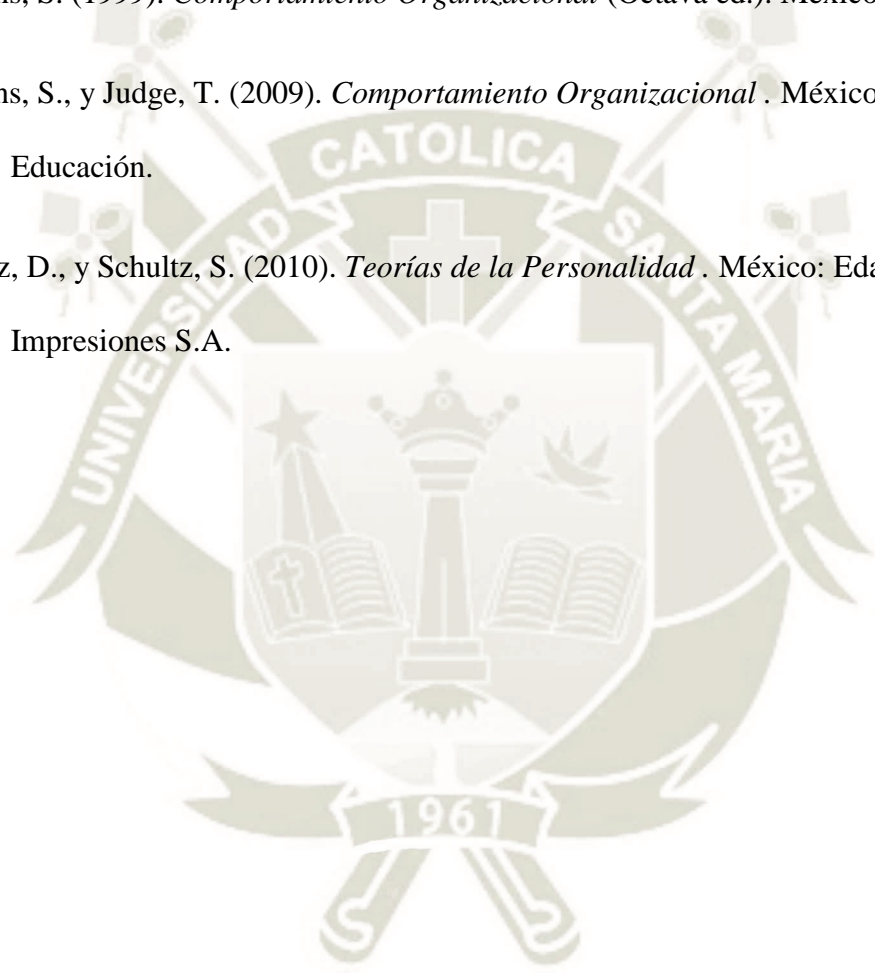 ns, S. (1999). Comportamiento Organizacional (Octava ed.). México
ns, S., y Judge, T. (2009). Comportamiento Organizacional . México
Educación.
z, D., y Schultz, S. (2010). Teorías de la Personalidad . México: Eda
Impresiones S.A.
UNIVERSIDAD CATOLICA SANTA MARIA
1961